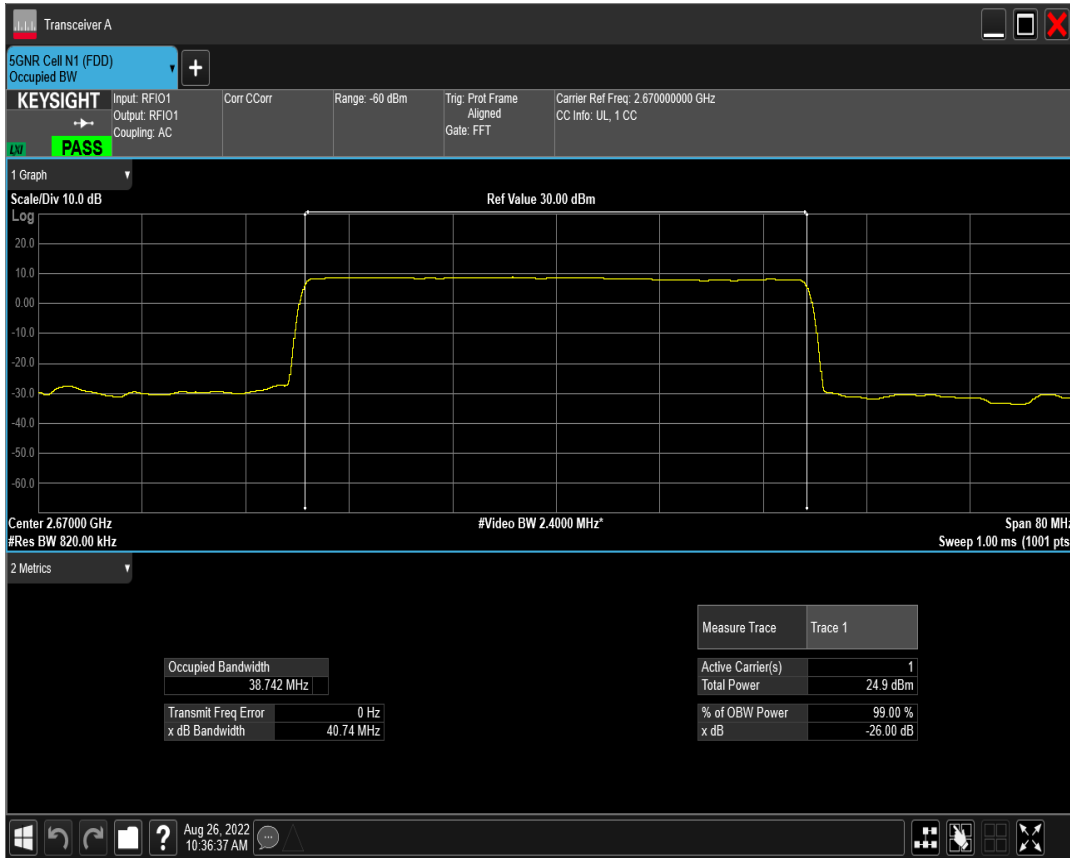 Transceiver A
5GNR Cell N1 (FDD)
Occupied BW
+
KEYSIGHT
LXI
PASS
Input: RFIO1
Output: RFIO1
Coupling: AC
Corr CCorr
Range: -60 dBm
Trig: Prot Frame
Aligned
Gate: FFT
Carrier Ref Freq: 2.670000000 GHz
CC Info: UL, 1 CC
1 Graph
Scale/Div 10.0 dB
Ref Value 30.00 dBm
Log
20.0
10.0
0.00
-10.0
-20.0
-30.0
-40.0
-50.0
-60.0
Center 2.67000 GHz
#Video BW 2.4000 MHz*
Span 80 MHz
#Res BW 820.00 kHz
Sweep 1.00 ms (1001 pts
2 Metrics
Measure Trace Trace 1
Occupied Bandwidth
38.742 MHz
Active Carrier(s) 1
Total Power 24.9 dBm
Transmit Freq Error 0 Hz
x dB Bandwidth 40.74 MHz
% of OBW Power 99.00 %
x dB -26.00 dB
?
Aug 26, 2022
10:36:37 AM